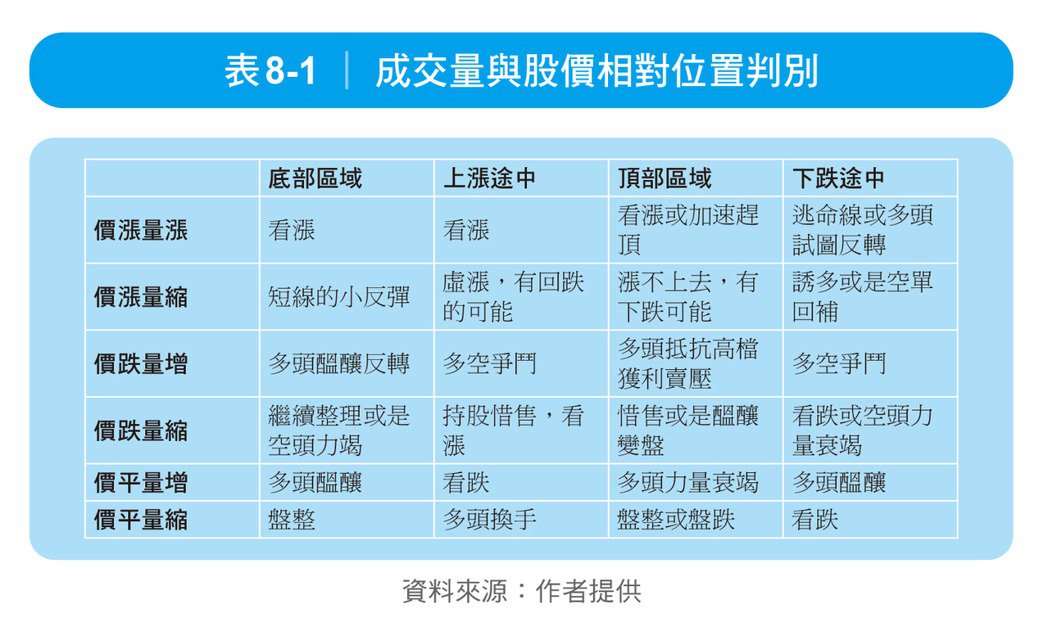 表8-1｜成交量與股價相對位置判別
底部區域 上漲途中 頂部區域 下跌途中
價漲量漲 看漲 看漲 看漲或加速趕頂 逃命線或多頭試圖反轉
價漲量縮 短線的小反彈 虛漲，有回跌的可能 漲不上去，有下跌可能 誘多或是空單回補
價跌量增 多頭醞釀反轉 多空爭鬥 多頭抵抗高檔獲利賣壓 多空爭鬥
價跌量縮 繼續整理或是空頭力竭 持股惜售，看漲 惜售或是醞釀變盤 看跌或空頭力量衰竭
價平量增 多頭醞釀 看跌 多頭力量衰竭 多頭醞釀
價平量縮 盤整 多頭換手 盤整或盤跌 看跌
資料來源：作者提供